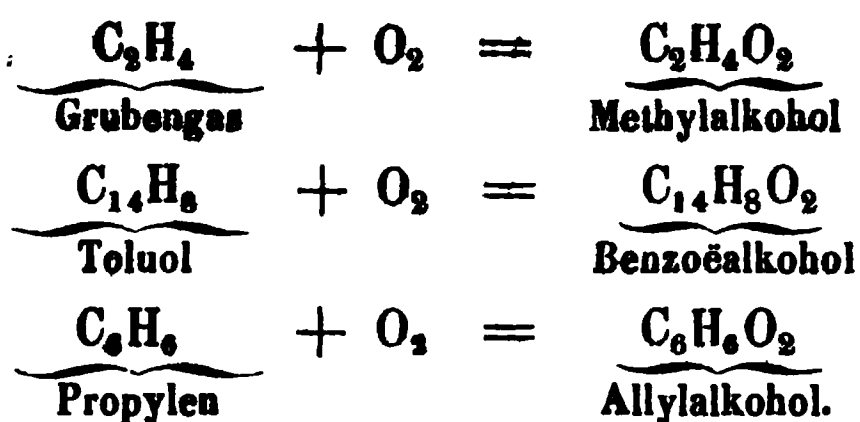 C₂H₄ + O₂ = C₂H₄O₂
Grubengas Methylalkohol
C₁₄H₈ + O₂ = C₁₄H₈O₂
Toluol Benzoëalkohol
C₆H₆ + O₂ = C₆H₆O₂
Propylen Allylalkohol.